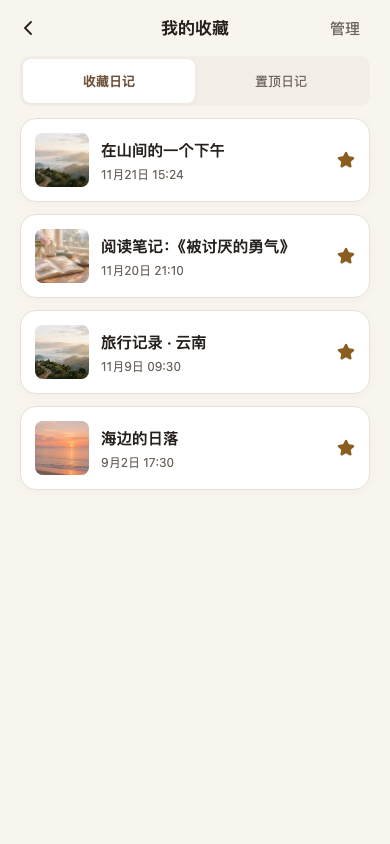 我的收藏
管理
收藏日记
置顶日记
在山间的一个下午
11月21日 15:24
阅读笔记：《被讨厌的勇气》
11月20日 21:10
旅行记录 · 云南
11月9日 09:30
海边的日落
9月2日 17:30